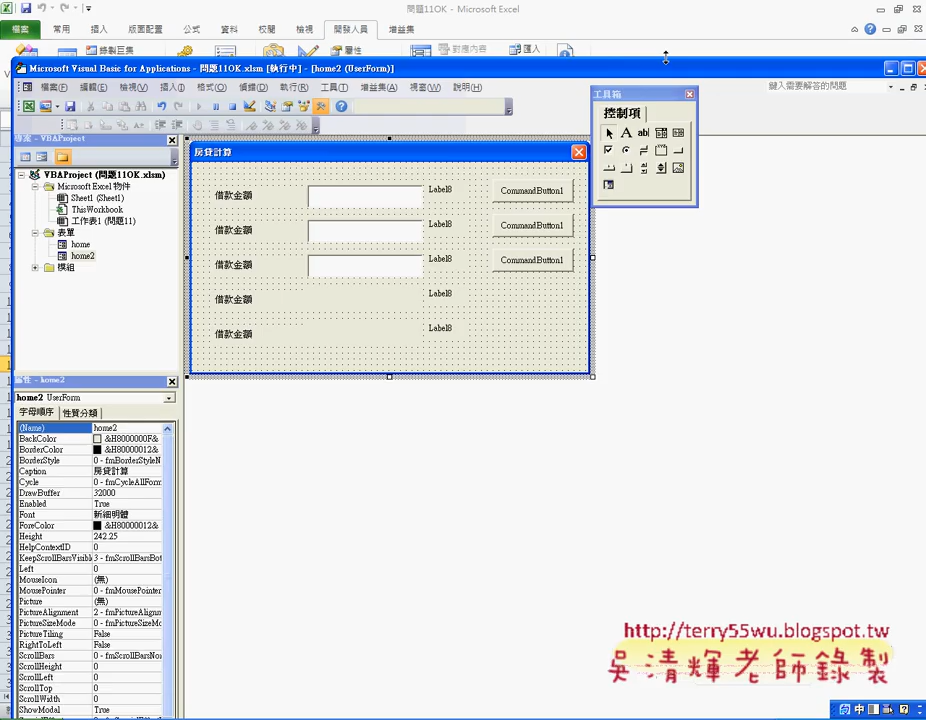 問題11OK - Microsoft Excel
檔案 常用 插入 版面配置 公式 資料 校閱 檢視 開發人員 增益集
錄製巨集 屬性 對應內容 匯入
Microsoft Visual Basic for Applications - 問題11OK.xlsm [執行中] - [home2 (UserForm)]
檔案(F) 編輯(E) 檢視(V) 插入(I) 格式(O) 偵錯(D) 執行(R) 工具(T) 增益集(A) 視窗(W) 說明(H)
鍵入需要解答的問題
工具箱
控制項
專案 - VBAProject
VBAProject (問題11OK.xlsm)
Microsoft Excel 物件
Sheet1 (Sheet1)
ThisWorkbook
工作表1 (問題11)
表單
home
home2
模組
房貸計算
借款金額 Label8 CommandButton1
借款金額 Label8 CommandButton1
借款金額 Label8 CommandButton1
借款金額 Label8
借款金額 Label8
屬性 - home2
home2 UserForm
字母順序 性質分類
(Name) home2
BackColor &H8000000F&
BorderColor &H80000012&
BorderStyle 0 - fmBorderStyleN
Caption 房貸計算
Cycle 0 - fmCycleAllForm
DrawBuffer 32000
Enabled True
Font 新細明體
ForeColor &H80000012&
Height 242.25
HelpContextID 0
KeepScrollBarsVisible 3 - fmScrollBarsBot
Left 0
MouseIcon (無)
MousePointer 0 - fmMousePointer
Picture (無)
PictureAlignment 2 - fmPictureAlignm
PictureSizeMode 0 - fmPictureSizeMo
PictureTiling False
RightToLeft False
ScrollBars 0 - fmScrollBarsNo
ScrollHeight 0
ScrollLeft 0
ScrollTop 0
ScrollWidth 0
ShowModal True
http://terry55wu.blogspot.tw
吳清輝老師錄製
中